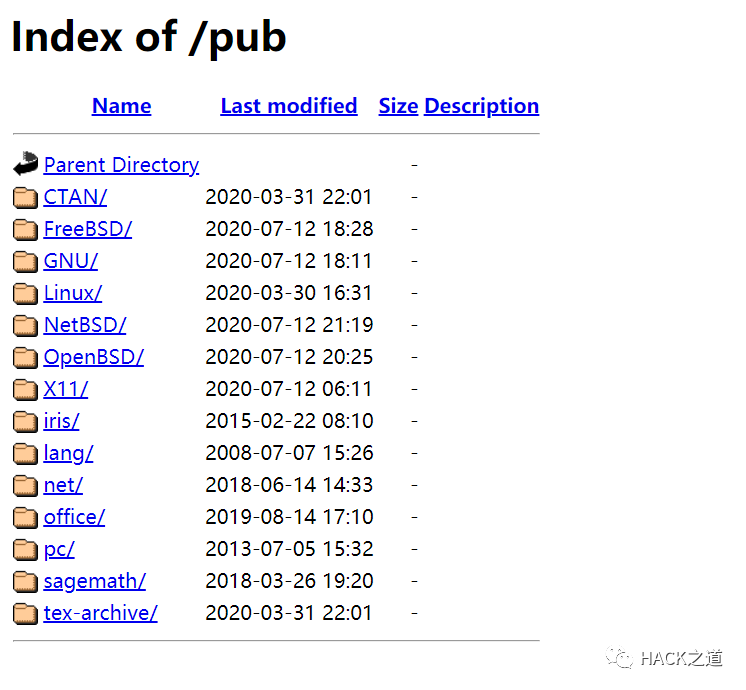 Index of /pub
Name Last modified Size Description
Parent Directory -
CTAN/ 2020-03-31 22:01 -
FreeBSD/ 2020-07-12 18:28 -
GNU/ 2020-07-12 18:11 -
Linux/ 2020-03-30 16:31 -
NetBSD/ 2020-07-12 21:19 -
OpenBSD/ 2020-07-12 20:25 -
X11/ 2020-07-12 06:11 -
iris/ 2015-02-22 08:10 -
lang/ 2008-07-07 15:26 -
net/ 2018-06-14 14:33 -
office/ 2019-08-14 17:10 -
pc/ 2013-07-05 15:32 -
sagemath/ 2018-03-26 19:20 -
tex-archive/ 2020-03-31 22:01 -
HACK之道